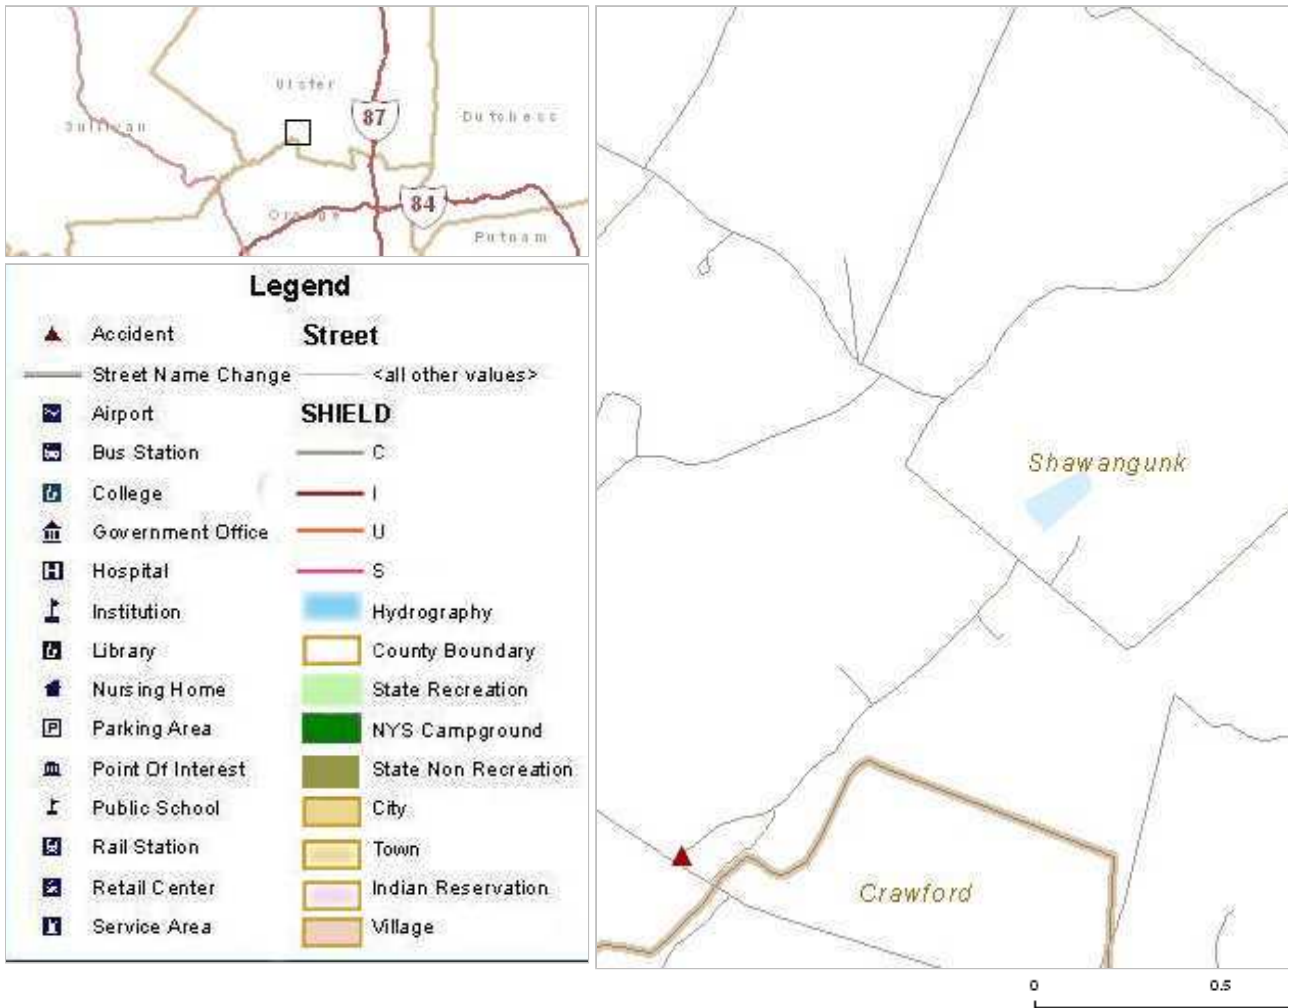 Ulster
87
Dutchess
Sullivan
Orange
84
Putnam
Legend
Accident
Street
Street Name Change
<all other values>
Airport
SHIELD
Bus Station
C
College
I
Government Office
U
Hospital
S
Institution
Hydrography
Library
County Boundary
Nursing Home
State Recreation
Parking Area
NYS Campground
Point Of Interest
State Non Recreation
Public School
City
Rail Station
Town
Retail Center
Indian Reservation
Service Area
Village
Shawangunk
Crawford
0
0.5